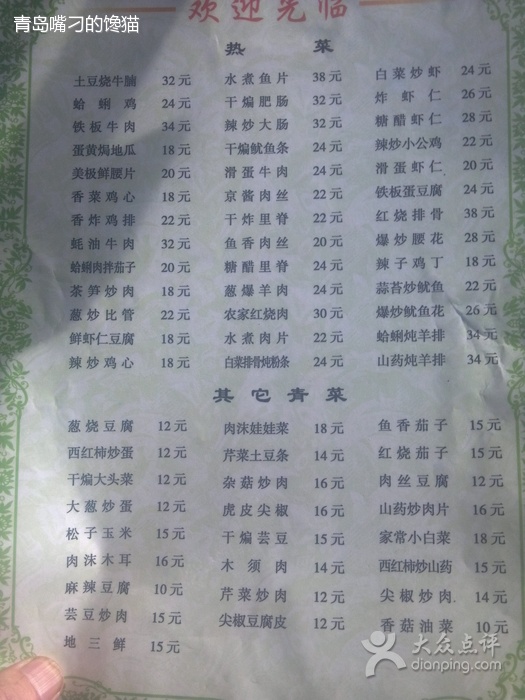 青岛嘴刁的馋猫
欢迎光临
热菜
土豆烧牛腩 32元 水煮鱼片 38元 白菜炒虾 24元
蛤蜊鸡 24元 干煸肥肠 32元 炸虾仁 26元
铁板牛肉 34元 辣炒大肠 32元 糖醋虾仁 28元
蛋黄焗地瓜 18元 干煸鱿鱼条 24元 辣炒小公鸡 22元
美极鲜腰片 20元 滑蛋牛肉 24元 滑蛋虾仁 28元
香菜鸡心 18元 京酱肉丝 22元 铁板蛋豆腐 24元
香炸鸡排 22元 干炸里脊 22元 红烧排骨 38元
蚝油牛肉 32元 鱼香肉丝 20元 爆炒腰花 28元
蛤蜊肉拌茄子 20元 糖醋里脊 24元 辣子鸡丁 18元
茶笋炒肉 18元 葱爆羊肉 24元 蒜苔炒鱿鱼 22元
葱炒比管 22元 农家红烧肉 30元 爆炒鱿鱼花 26元
鲜虾仁豆腐 18元 水煮肉片 22元 蛤蜊炖羊排 34元
辣炒鸡心 18元 白菜排骨炖粉条 24元 山药炖羊排 34元
其它青菜
葱烧豆腐 12元 肉沫娃娃菜 18元 鱼香茄子 15元
西红柿炒蛋 12元 芹菜土豆条 14元 红烧茄子 15元
干煸大头菜 12元 杂菇炒肉 16元 肉丝豆腐 12元
大葱炒蛋 12元 虎皮尖椒 16元 山药炒肉片 16元
松子玉米 15元 干煸芸豆 15元 家常小白菜 18元
肉沫木耳 16元 木须肉 14元 西红柿炒山药 15元
麻辣豆腐 10元 芹菜炒肉 12元 尖椒炒肉 14元
芸豆炒肉 15元 尖椒豆腐皮 12元 香菇油菜 10元
地三鲜 15元
大众点评
dianping.com